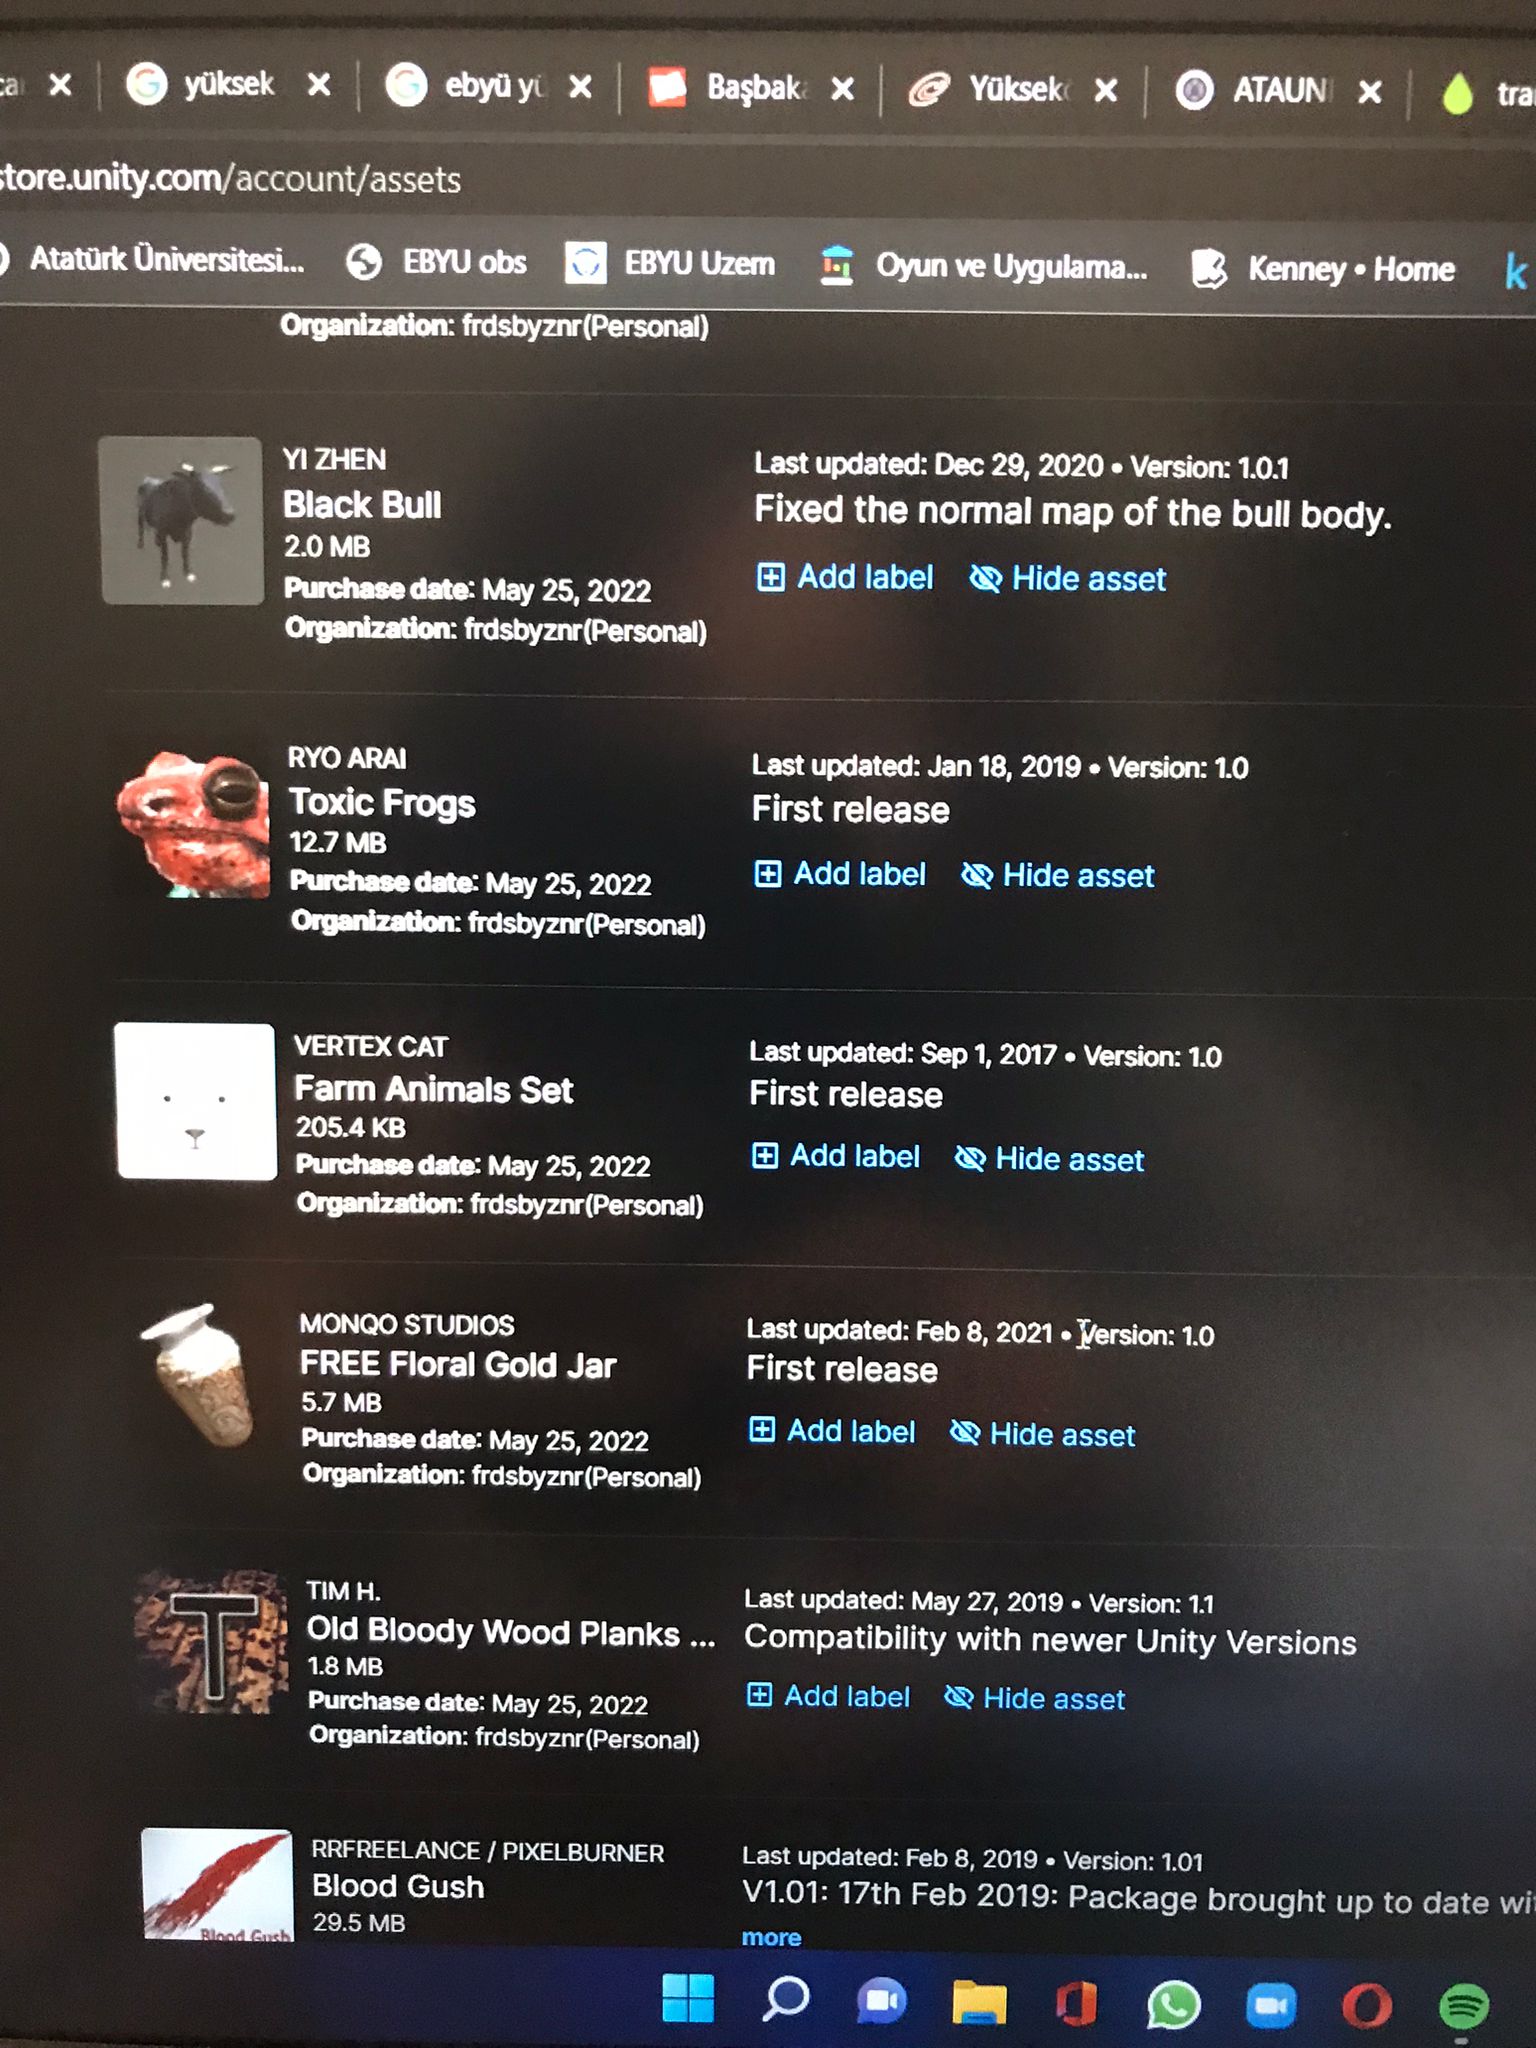 yüksek
ebyü yü
Başbak
Yüksek
ATAUN
tra
store.unity.com/account/assets
Atatürk Üniversitesi...
EBYU obs
EBYU Uzem
Oyun ve Uygulama...
Kenney • Home
k
Organization: frdsbyznr(Personal)
YI ZHEN
Black Bull
2.0 MB
Purchase date: May 25, 2022
Organization: frdsbyznr(Personal)
Last updated: Dec 29, 2020 • Version: 1.0.1
Fixed the normal map of the bull body.
Add label Hide asset
RYO ARAI
Toxic Frogs
12.7 MB
Purchase date: May 25, 2022
Organization: frdsbyznr(Personal)
Last updated: Jan 18, 2019 • Version: 1.0
First release
Add label Hide asset
VERTEX CAT
Farm Animals Set
205.4 KB
Purchase date: May 25, 2022
Organization: frdsbyznr(Personal)
Last updated: Sep 1, 2017 • Version: 1.0
First release
Add label Hide asset
MONQO STUDIOS
FREE Floral Gold Jar
5.7 MB
Purchase date: May 25, 2022
Organization: frdsbyznr(Personal)
Last updated: Feb 8, 2021 • Version: 1.0
First release
Add label Hide asset
T
TIM H.
Old Bloody Wood Planks ...
1.8 MB
Purchase date: May 25, 2022
Organization: frdsbyznr(Personal)
Last updated: May 27, 2019 • Version: 1.1
Compatibility with newer Unity Versions
Add label Hide asset
Blood Gush
RRFREELANCE / PIXELBURNER
Blood Gush
29.5 MB
Last updated: Feb 8, 2019 • Version: 1.01
V1.01: 17th Feb 2019: Package brought up to date wi
more